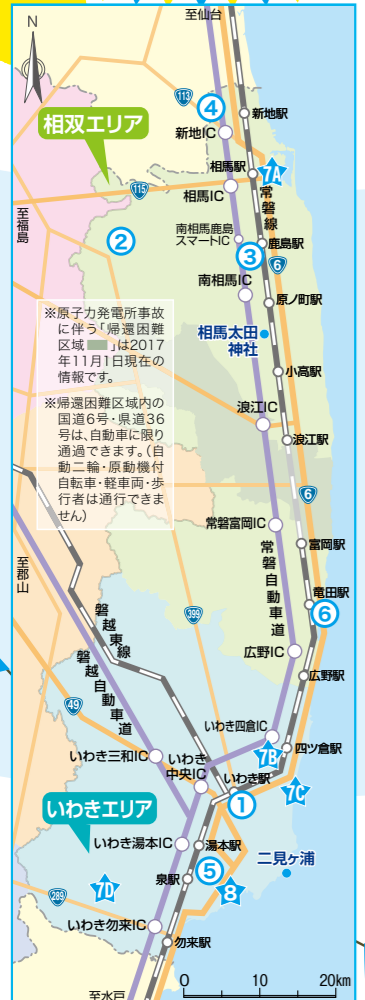 至仙台
N
113
④
新地駅
新地IC
相双エリア
相馬駅
7A
115
相馬IC
常磐線
至福島
②
南相馬鹿島
スマートIC
鹿島駅
③
6
南相馬IC
原ノ町駅
※原子力発電所事故
に伴う「帰還困難
区域 」は2017
年11月1日現在の
情報です。
相馬太田
神社
小高駅
※帰還困難区域内の
国道6号・県道36
号は、自動車に限り
通過できます。(自
動二輪・原動機付
自転車・軽車両・歩
行者は通行できま
せん)
浪江IC
浪江駅
6
常磐富岡IC
富岡駅
至郡山
常磐自動車道
竜田駅
⑥
399
磐越東線
広野IC
広野駅
磐越自動車道
49
いわき四倉IC
四ツ倉駅
7B
いわき三和IC
いわき
中央IC
いわき駅
7C
①
いわきエリア
いわき湯本IC
湯本駅
二見ヶ浦
⑤
泉駅
7D
8
289
いわき勿来IC
勿来駅
至水戸
0 10 20km